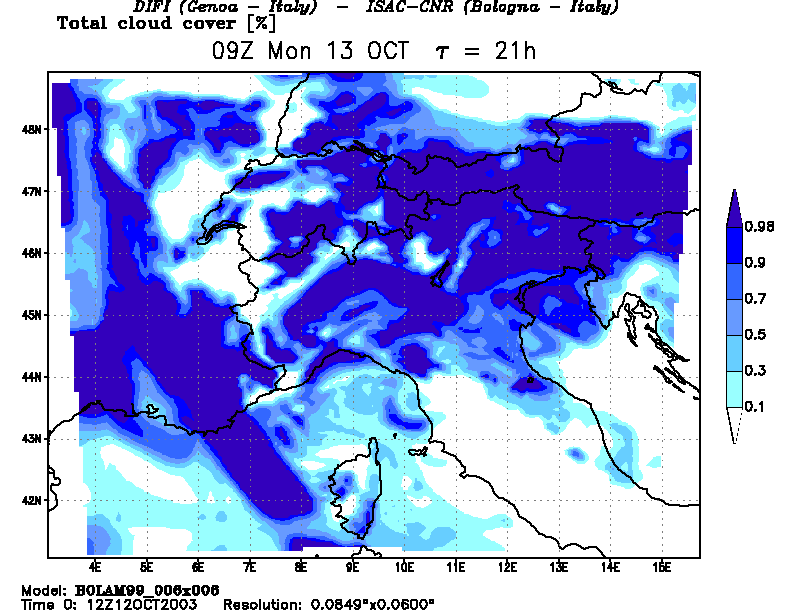 DIFI (Genoa - Italy) - ISAC-CNR (Bologna - Italy)
Total cloud cover [%]
09Z Mon 13 OCT τ = 21h
48N
47N
46N
45N
44N
43N
42N
0.98
0.9
0.7
0.5
0.3
0.1
4E 5E 6E 7E 8E 9E 10E 11E 12E 13E 14E 15E
Model: BOLAM99_006x006
Time 0: 12Z12OCT2003 Resolution: 0.0849°x0.0600°